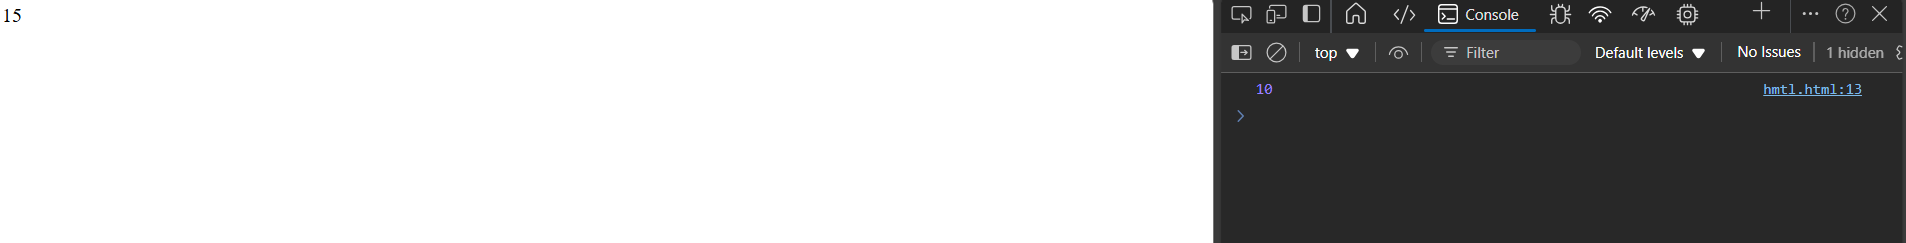 15
Console
top
Filter
Default levels
No Issues
1 hidden
10
hmtl.html:13